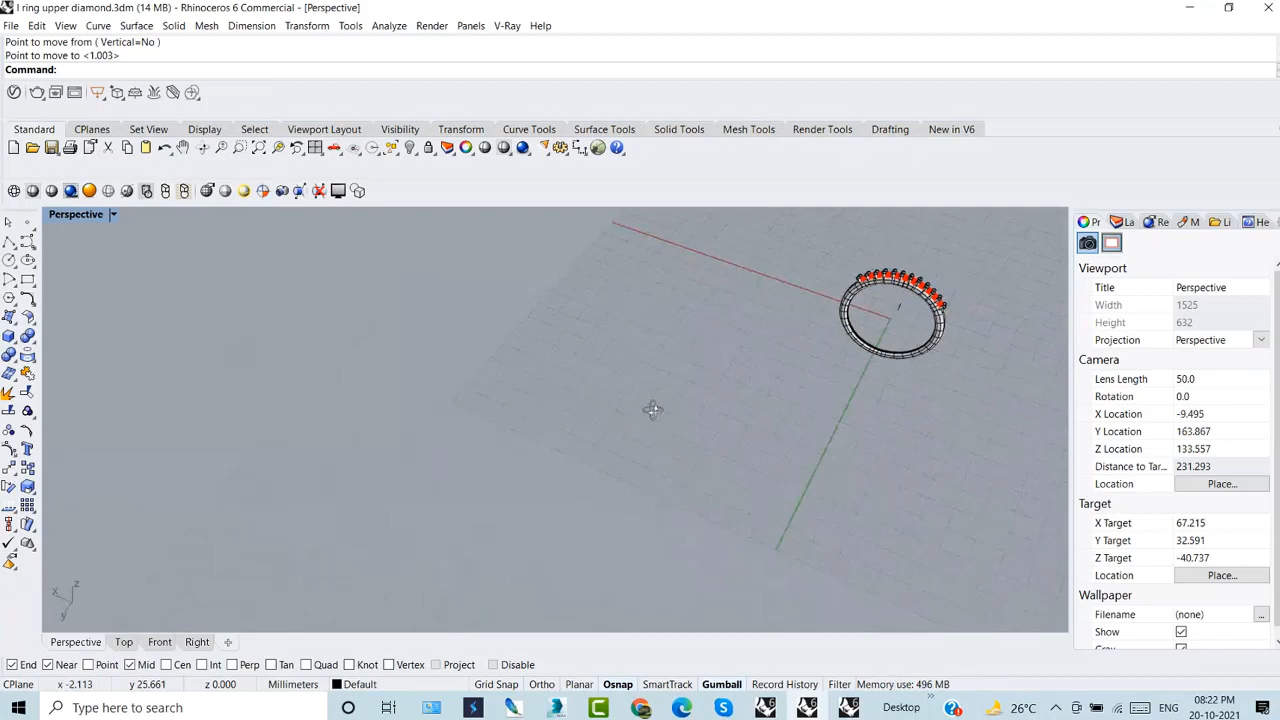 l ring upper diamond.3dm (14 MB) - Rhinoceros 6 Commercial - [Perspective]
File Edit View Curve Surface Solid Mesh Dimension Transform Tools Analyze Render Panels V-Ray Help
Point to move from ( Vertical=No )
Point to move to <1.003>
Command:
Standard CPlanes Set View Display Select Viewport Layout Visibility Transform Curve Tools Surface Tools Solid Tools Mesh Tools Render Tools Drafting New in V6
Perspective
Pr La Re M Li He
Viewport
Title Perspective
Width 1525
Height 632
Projection Perspective
Camera
Lens Length 50.0
Rotation 0.0
X Location -9.495
Y Location 163.867
Z Location 133.557
Distance to Tar... 231.293
Location Place...
Target
X Target 67.215
Y Target 32.591
Z Target -40.737
Location Place...
Wallpaper
Filename (none) ...
Show
Gray
z
x
y
Perspective Top Front Right
End Near Point Mid Cen Int Perp Tan Quad Knot Vertex Project Disable
CPlane x -2.113 y 25.661 z 0.000 Millimeters Default Grid Snap Ortho Planar Osnap SmartTrack Gumball Record History Filter Memory use: 496 MB
Type here to search Desktop 26°C ENG 08:22 PM
20-10-2021